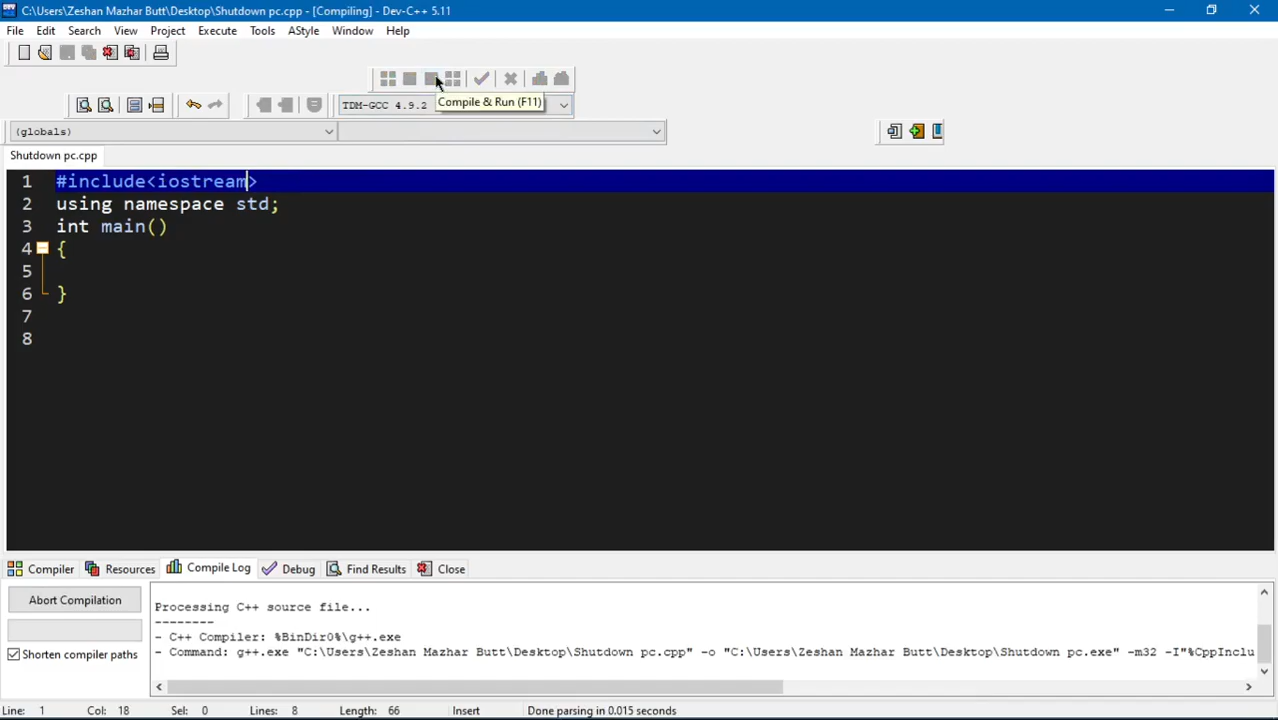 C:\Users\Zeshan Mazhar Butt\Desktop\Shutdown pc.cpp - [Compiling] - Dev-C++ 5.11
File Edit Search View Project Execute Tools AStyle Window Help
TDM-GCC 4.9.2
Compile & Run (F11)
(globals)
Shutdown pc.cpp
1 #include<iostream>
2 using namespace std;
3 int main()
4 {
5
6 }
7
8
Compiler Resources Compile Log Debug Find Results Close
Abort Compilation
Shorten compiler paths
Processing C++ source file...
--------
- C++ Compiler: %BinDir0%\g++.exe
- Command: g++.exe "C:\Users\Zeshan Mazhar Butt\Desktop\Shutdown pc.cpp" -o "C:\Users\Zeshan Mazhar Butt\Desktop\Shutdown pc.exe" -m32 -I"%CppInclu
Line: 1 Col: 18 Sel: 0 Lines: 8 Length: 66 Insert Done parsing in 0.015 seconds